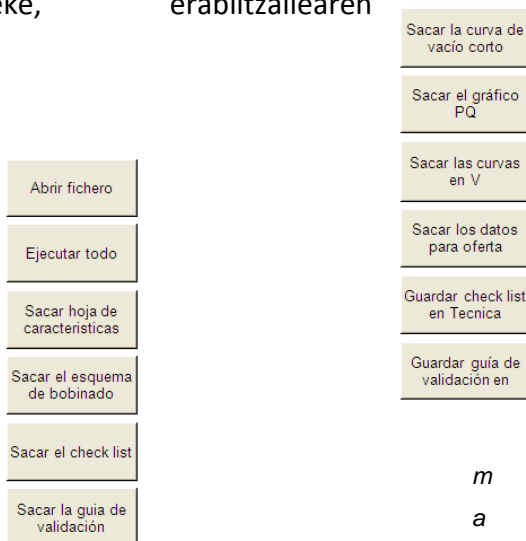 eke, erabiltzailearen
Abrir fichero
Ejecutar todo
Sacar hoja de
caracteristicas
Sacar el esquema
de bobinado
Sacar el check list
Sacar la guia de
validación
Sacar la curva de
vacío corto
Sacar el gráfico
PQ
Sacar las curvas
en V
Sacar los datos
para oferta
Guardar check list
en Tecnica
Guardar guía de
validación en
m
a